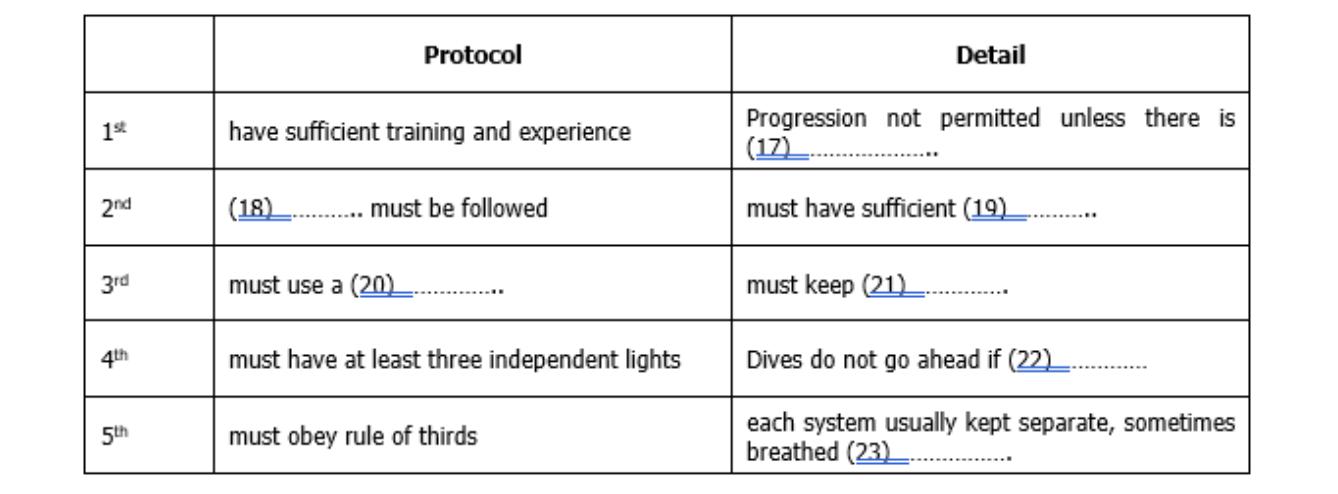 Protocol Detail
1st have sufficient training and experience Progression not permitted unless there is
(17) .....................
2nd (18) ............ must be followed must have sufficient (19) ............
3rd must use a (20) ............... must keep (21) ..............
4th must have at least three independent lights Dives do not go ahead if (22) .............
5th must obey rule of thirds each system usually kept separate, sometimes
breathed (23) .................